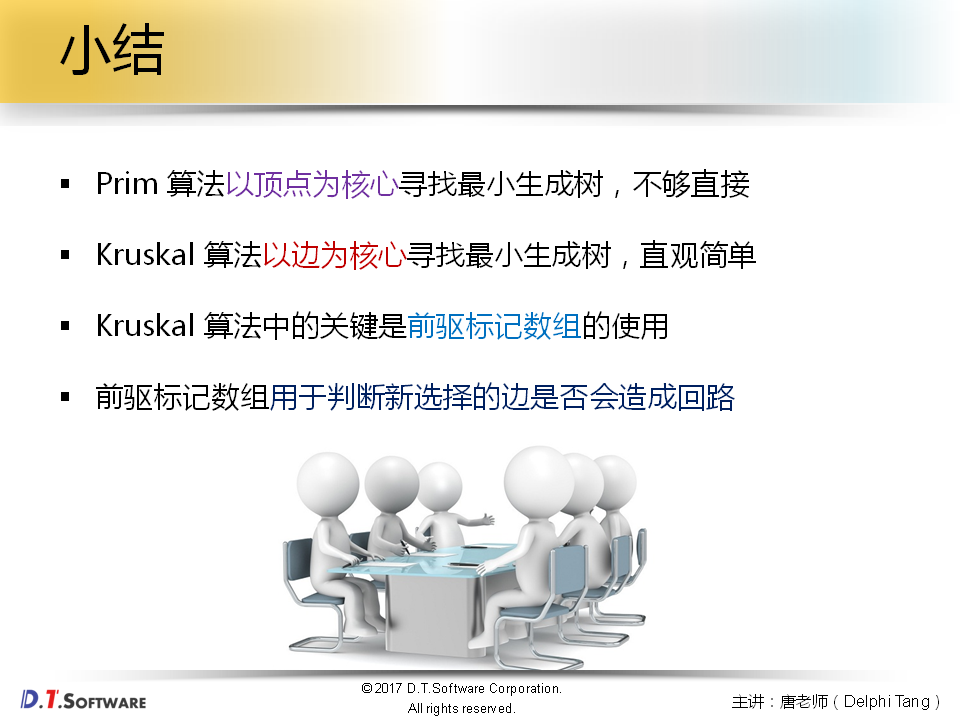 小结
▪ Prim 算法以顶点为核心寻找最小生成树，不够直接
▪ Kruskal 算法以边为核心寻找最小生成树，直观简单
▪ Kruskal 算法中的关键是前驱标记数组的使用
▪ 前驱标记数组用于判断新选择的边是否会造成回路
D.T.SOFTWARE
©2017 D.T.Software Corporation.
All rights reserved.
主讲：唐老师（Delphi Tang）